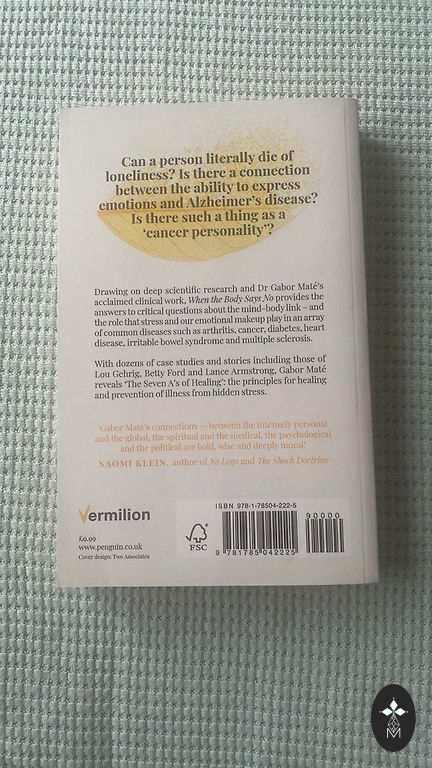 Can a person literally die of
loneliness? Is there a connection
between the ability to express
emotions and Alzheimer's disease?
Is there such a thing as a
'cancer personality'?
Drawing on deep scientific research and Dr Gabor Maté's
acclaimed clinical work, When the Body Says No provides the
answers to critical questions about the mind–body link – and
the role that stress and our emotional makeup play in an array
of common diseases such as arthritis, cancer, diabetes, heart
disease, irritable bowel syndrome and multiple sclerosis.
With dozens of case studies and stories including those of
Lou Gehrig, Betty Ford and Lance Armstrong, Gabor Maté
reveals 'The Seven A's of Healing': the principles for healing
and prevention of illness from hidden stress.
'Gabor Maté's connections — between the intensely personal
and the global, the spiritual and the medical, the psychological
and the political are bold, wise and deeply moral'
NAOMI KLEIN, author of No Logo and The Shock Doctrine
Vermilion
£9.99
www.penguin.co.uk
Cover design: Two Associates
FSC
ISBN 978-1-78504-222-5
90000
9 781785 042225
M